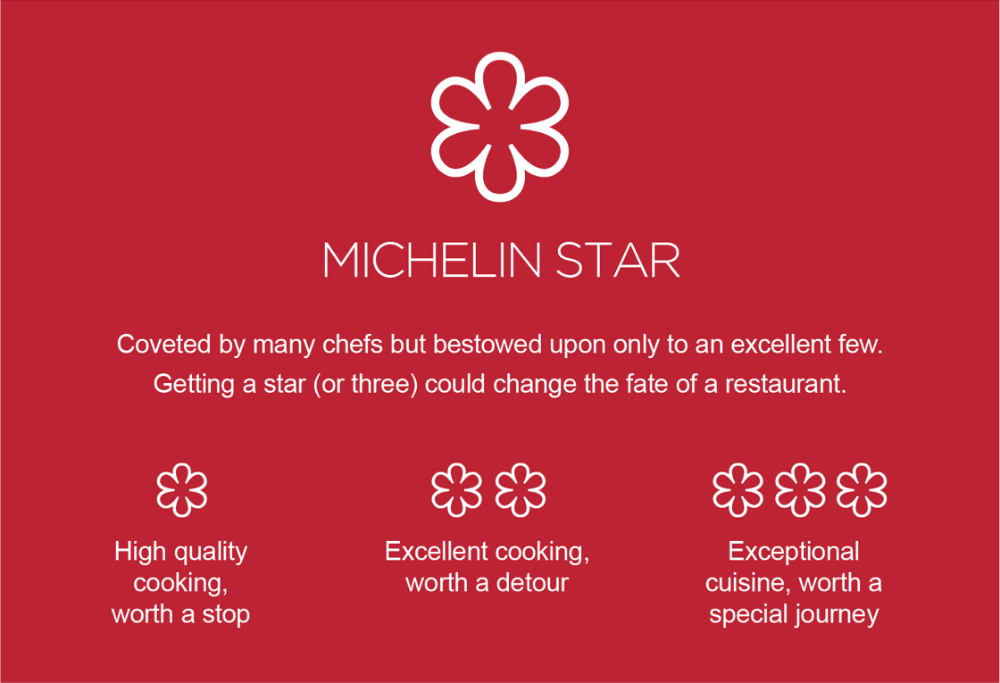 MICHELIN STAR
Coveted by many chefs but bestowed upon only to an excellent few.
Getting a star (or three) could change the fate of a restaurant.
High quality
cooking,
worth a stop
Excellent cooking,
worth a detour
Exceptional
cuisine, worth a
special journey